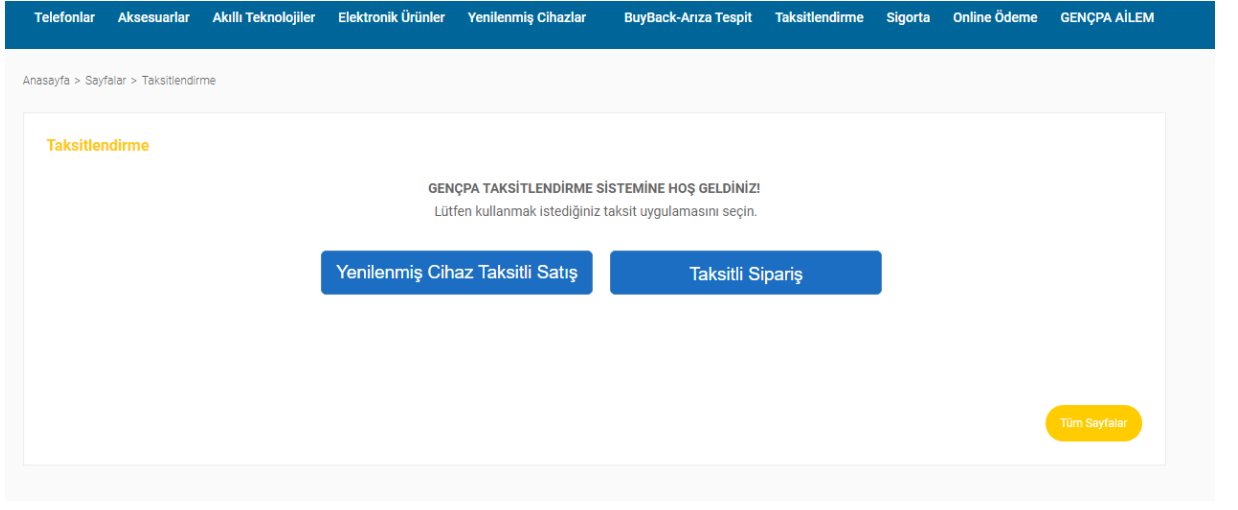 Telefonlar Aksesuarlar Akıllı Teknolojiler Elektronik Ürünler Yenilenmiş Cihazlar BuyBack-Arıza Tespit Taksitlendirme Sigorta Online Ödeme GENÇPA AİLEM
Anasayfa > Sayfalar > Taksitlendirme
Taksitlendirme
GENÇPA TAKSİTLENDİRME SİSTEMİNE HOŞ GELDİNİZ!
Lütfen kullanmak istediğiniz taksit uygulamasını seçin.
Yenilenmiş Cihaz Taksitli Satış Taksitli Sipariş
Tüm Sayfalar